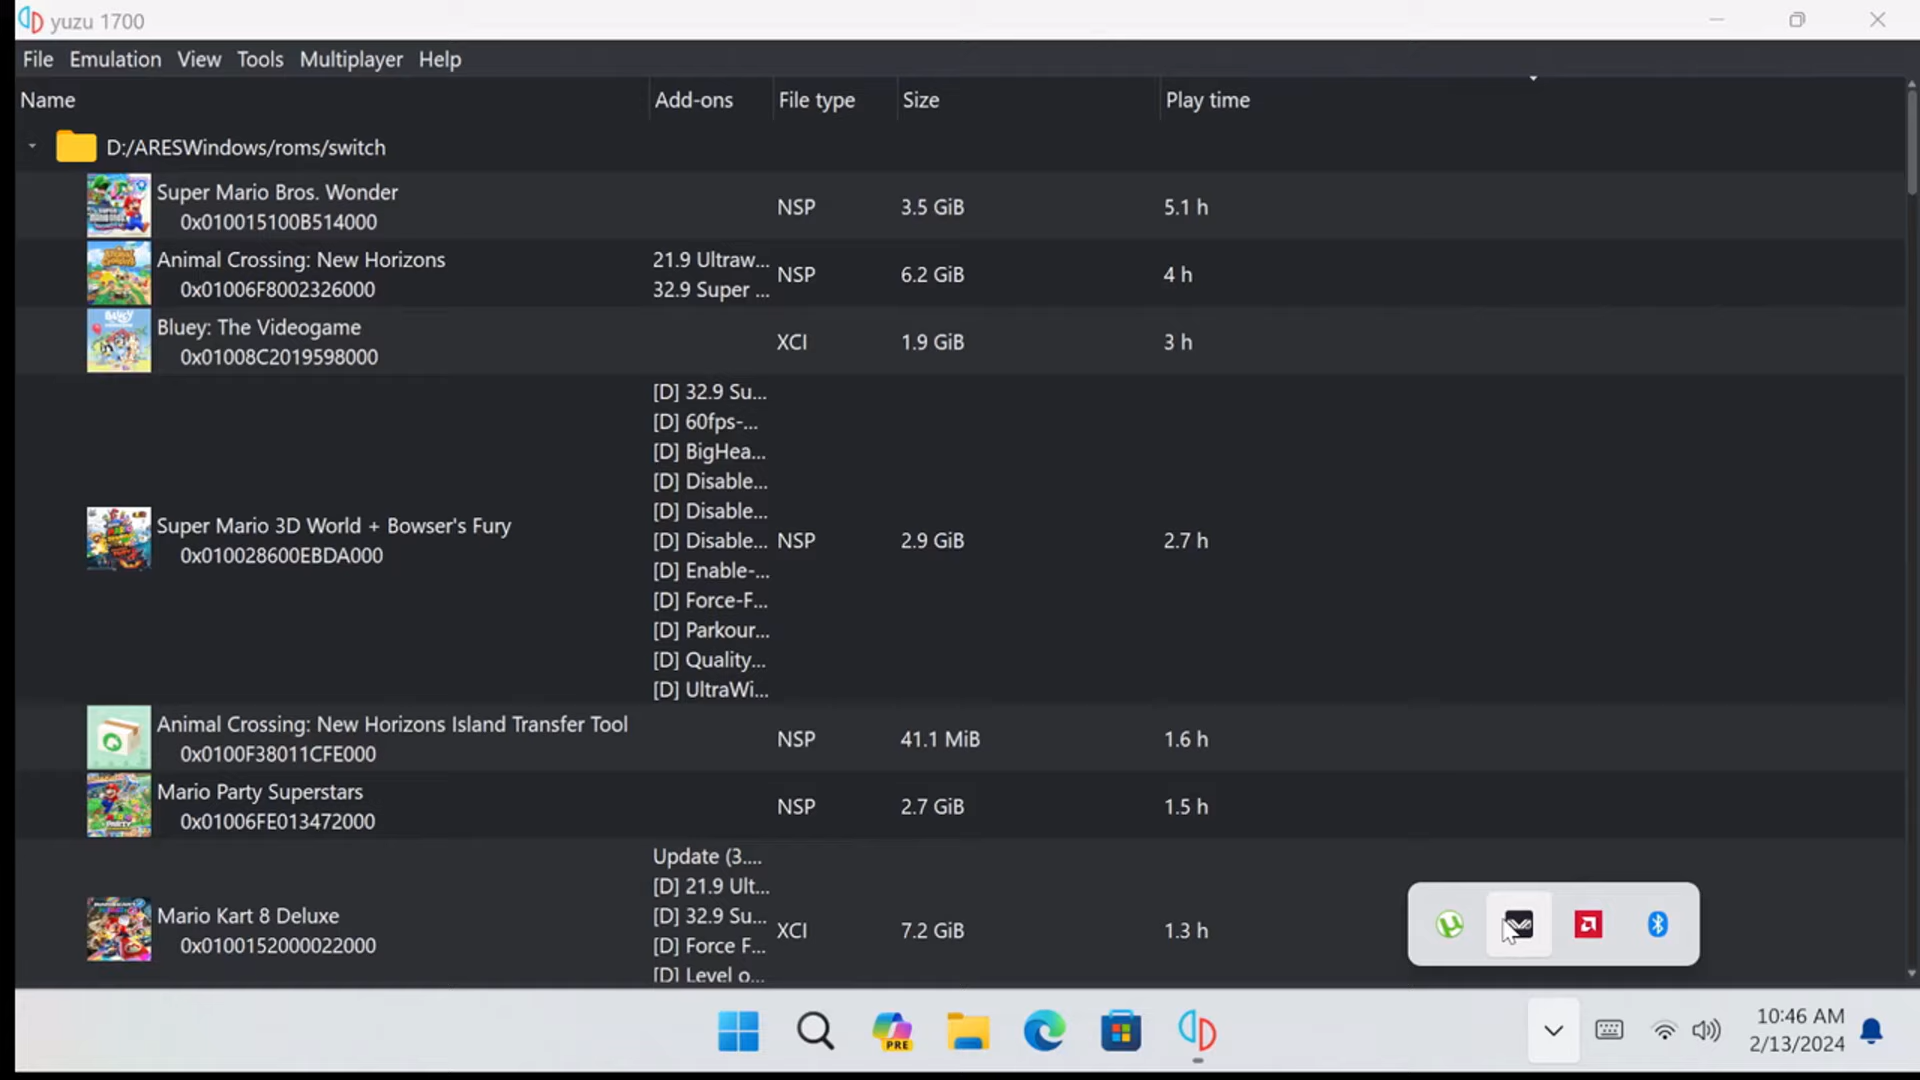 yuzu 1700
File Emulation View Tools Multiplayer Help
Name Add-ons File type Size Play time
D:/ARESWindows/roms/switch
Super Mario Bros. Wonder
0x010015100B514000
NSP 3.5 GiB 5.1 h
Animal Crossing: New Horizons
0x01006F8002326000
21.9 Ultraw...
32.9 Super ...
NSP 6.2 GiB 4 h
Bluey: The Videogame
0x01008C2019598000
XCI 1.9 GiB 3 h
Super Mario 3D World + Bowser's Fury
0x010028600EBDA000
[D] 32.9 Su...
[D] 60fps-...
[D] BigHea...
[D] Disable...
[D] Disable...
[D] Disable...
[D] Enable-...
[D] Force-F...
[D] Parkour...
[D] Quality...
[D] UltraWi...
NSP 2.9 GiB 2.7 h
Animal Crossing: New Horizons Island Transfer Tool
0x0100F38011CFE000
NSP 41.1 MiB 1.6 h
Mario Party Superstars
0x01006FE013472000
NSP 2.7 GiB 1.5 h
Mario Kart 8 Deluxe
0x0100152000022000
Update (3....
[D] 21.9 Ult...
[D] 32.9 Su...
[D] Force F...
[D] Level o...
XCI 7.2 GiB 1.3 h
PRE
10:46 AM
2/13/2024